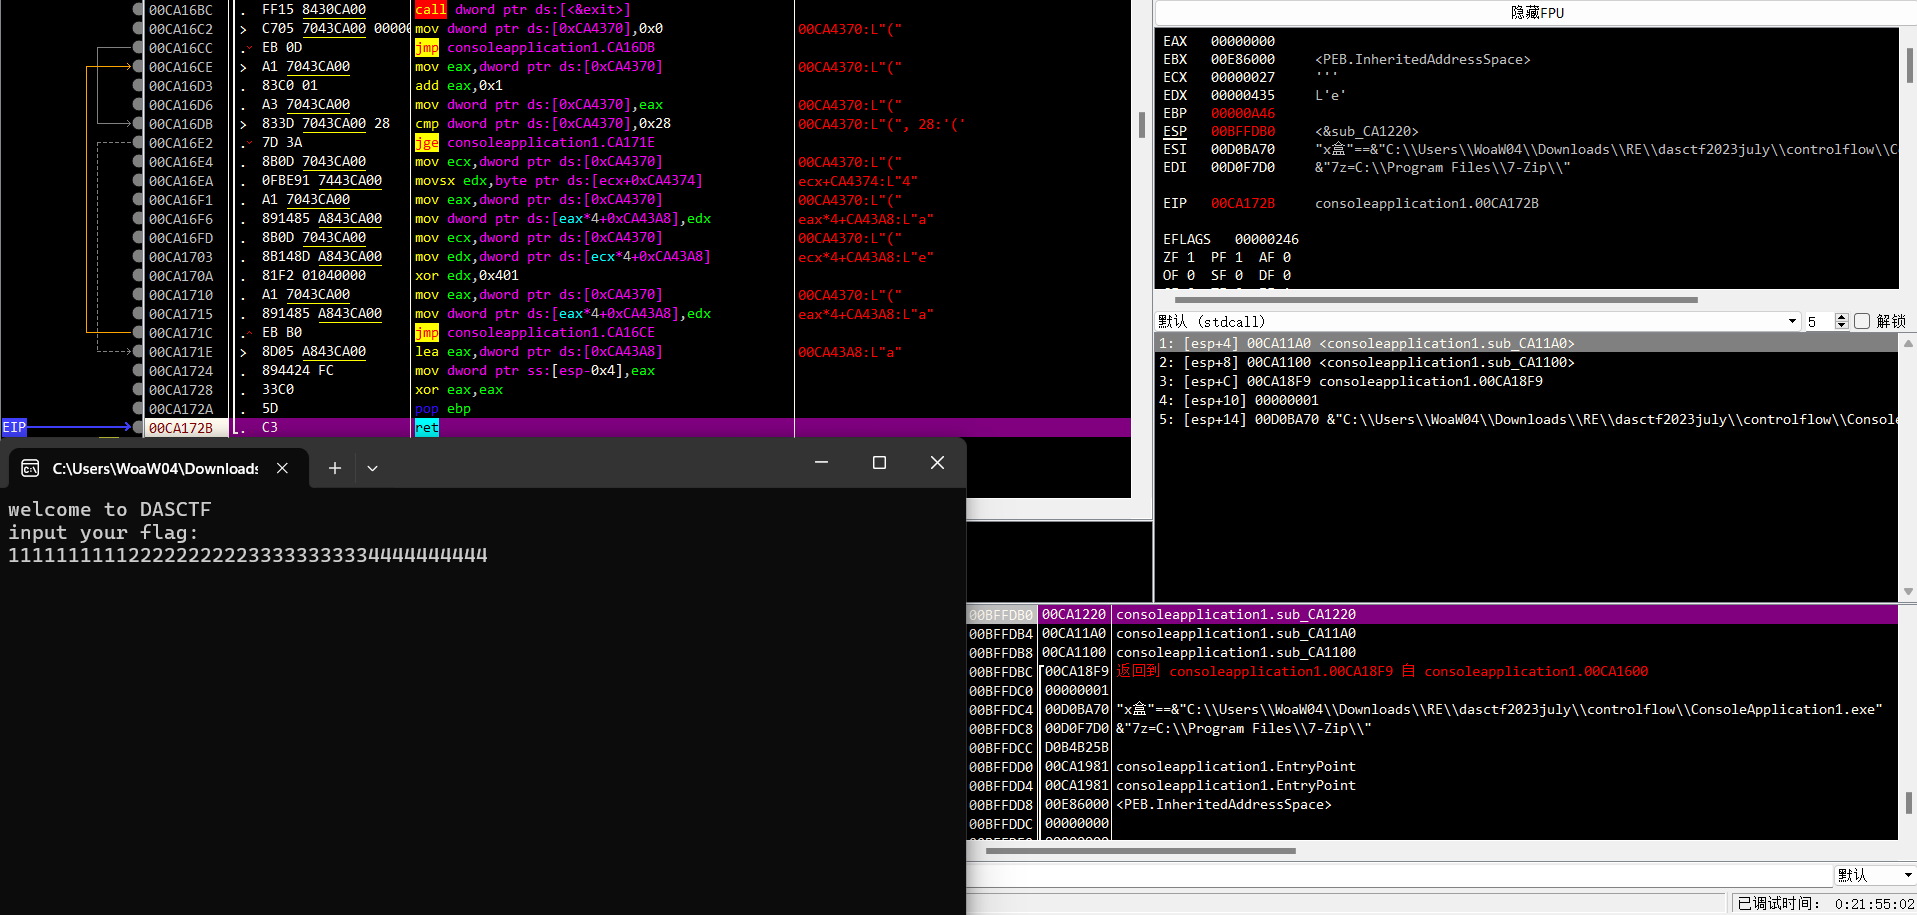 00CA16BC . FF15 8430CA00 call dword ptr ds:[<&exit>]
00CA16C2 > C705 7043CA00 00000 mov dword ptr ds:[0xCA4370],0x0 00CA4370:L"("
00CA16CC . EB 0D jmp consoleapplication1.CA16DB
00CA16CE > A1 7043CA00 mov eax,dword ptr ds:[0xCA4370] 00CA4370:L"("
00CA16D3 . 83C0 01 add eax,0x1
00CA16D6 . A3 7043CA00 mov dword ptr ds:[0xCA4370],eax 00CA4370:L"("
00CA16DB > 833D 7043CA00 28 cmp dword ptr ds:[0xCA4370],0x28 00CA4370:L"(", 28:'('
00CA16E2 . 7D 3A jge consoleapplication1.CA171E
00CA16E4 . 8B0D 7043CA00 mov ecx,dword ptr ds:[0xCA4370] 00CA4370:L"("
00CA16EA . 0FBE91 7443CA00 movsx edx,byte ptr ds:[ecx+0xCA4374] ecx+CA4374:L"4"
00CA16F1 . A1 7043CA00 mov eax,dword ptr ds:[0xCA4370] 00CA4370:L"("
00CA16F6 . 891485 A843CA00 mov dword ptr ds:[eax*4+0xCA43A8],edx eax*4+CA43A8:L"a"
00CA16FD . 8B0D 7043CA00 mov ecx,dword ptr ds:[0xCA4370] 00CA4370:L"("
00CA1703 . 8B148D A843CA00 mov edx,dword ptr ds:[ecx*4+0xCA43A8] ecx*4+CA43A8:L"e"
00CA170A . 81F2 01040000 xor edx,0x401
00CA1710 . A1 7043CA00 mov eax,dword ptr ds:[0xCA4370] 00CA4370:L"("
00CA1715 . 891485 A843CA00 mov dword ptr ds:[eax*4+0xCA43A8],edx eax*4+CA43A8:L"a"
00CA171C . EB B0 jmp consoleapplication1.CA16CE
00CA171E > 8D05 A843CA00 lea eax,dword ptr ds:[0xCA43A8] 00CA43A8:L"a"
00CA1724 . 894424 FC mov dword ptr ss:[esp-0x4],eax
00CA1728 . 33C0 xor eax,eax
00CA172A . 5D pop ebp
EIP 00CA172B . C3 ret
隐藏FPU
EAX 00000000
EBX 00E86000 <PEB.InheritedAddressSpace>
ECX 00000027 '''
EDX 00000435 L'е'
EBP 00000A46
ESP 00BFFDB0 <&sub_CA1220>
ESI 00D0BA70 "x盒"==&"C:\\Users\\WoaW04\\Downloads\\RE\\dasctf2023july\\controlflow\\C
EDI 00D0F7D0 &"7z=C:\\Program Files\\7-Zip\\"
EIP 00CA172B consoleapplication1.00CA172B
EFLAGS 00000246
ZF 1 PF 1 AF 0
OF 0 SF 0 DF 0
默认 (stdcall) 5 解锁
1: [esp+4] 00CA11A0 <consoleapplication1.sub_CA11A0>
2: [esp+8] 00CA1100 <consoleapplication1.sub_CA1100>
3: [esp+C] 00CA18F9 consoleapplication1.00CA18F9
4: [esp+10] 00000001
5: [esp+14] 00D0BA70 &"C:\\Users\\WoaW04\\Downloads\\RE\\dasctf2023july\\controlflow\\Console
C:\Users\WoaW04\Downloads
welcome to DASCTF
input your flag:
1111111111222222222233333333334444444444
00BFFDB0 00CA1220 consoleapplication1.sub_CA1220
00BFFDB4 00CA11A0 consoleapplication1.sub_CA11A0
00BFFDB8 00CA1100 consoleapplication1.sub_CA1100
00BFFDBC 00CA18F9 返回到 consoleapplication1.00CA18F9 自 consoleapplication1.00CA1600
00BFFDC0 00000001
00BFFDC4 00D0BA70 "x盒"==&"C:\\Users\\WoaW04\\Downloads\\RE\\dasctf2023july\\controlflow\\ConsoleApplication1.exe"
00BFFDC8 00D0F7D0 &"7z=C:\\Program Files\\7-Zip\\"
00BFFDCC D0B4B25B
00BFFDD0 00CA1981 consoleapplication1.EntryPoint
00BFFDD4 00CA1981 consoleapplication1.EntryPoint
00BFFDD8 00E86000 <PEB.InheritedAddressSpace>
00BFFDDC 00000000
默认
已调试时间: 0:21:55:02